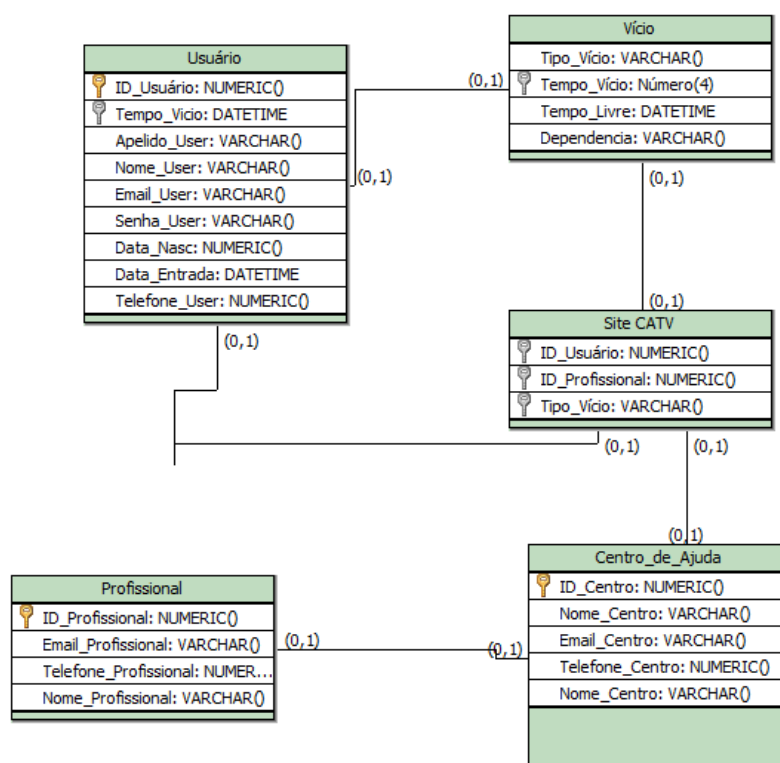 Usuário
ID_Usuário: NUMERIC()
Tempo_Vicio: DATETIME
Apelido_User: VARCHAR()
Nome_User: VARCHAR()
Email_User: VARCHAR()
Senha_User: VARCHAR()
Data_Nasc: NUMERIC()
Data_Entrada: DATETIME
Telefone_User: NUMERIC()
(0,1)
(0,1)
(0,1)
Vício
Tipo_Vício: VARCHAR()
Tempo_Vício: Número(4)
Tempo_Livre: DATETIME
Dependencia: VARCHAR()
(0,1)
(0,1)
Site CATV
ID_Usuário: NUMERIC()
ID_Profissional: NUMERIC()
Tipo_Vício: VARCHAR()
(0,1)
(0,1)
(0,1)
Centro_de_Ajuda
ID_Centro: NUMERIC()
Nome_Centro: VARCHAR()
Email_Centro: VARCHAR()
Telefone_Centro: NUMERIC()
Nome_Centro: VARCHAR()
Profissional
ID_Profissional: NUMERIC()
Email_Profissional: VARCHAR()
Telefone_Profissional: NUMER...
Nome_Profissional: VARCHAR()
(0,1)
(0,1)